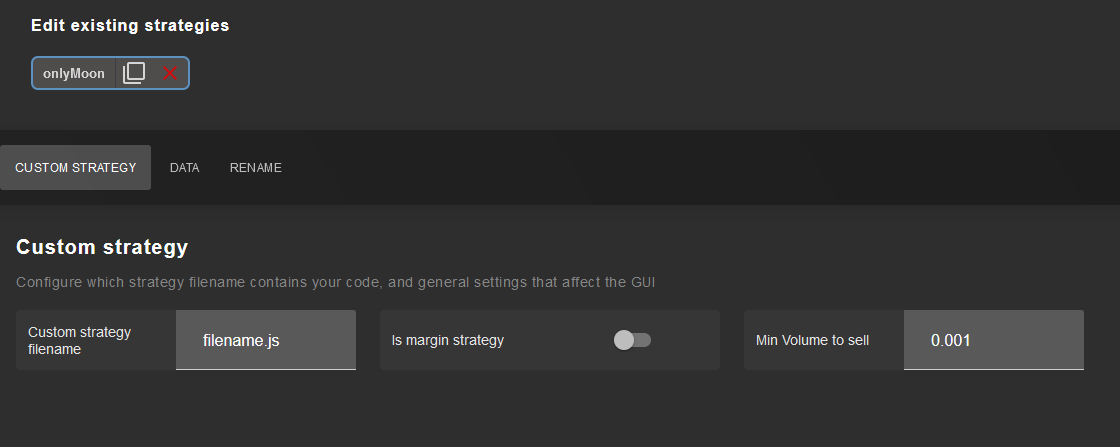 Edit existing strategies
onlyMoon
CUSTOM STRATEGY DATA RENAME
Custom strategy
Configure which strategy filename contains your code, and general settings that affect the GUI
Custom strategy
filename
filename.js
Is margin strategy
Min Volume to sell
0.001